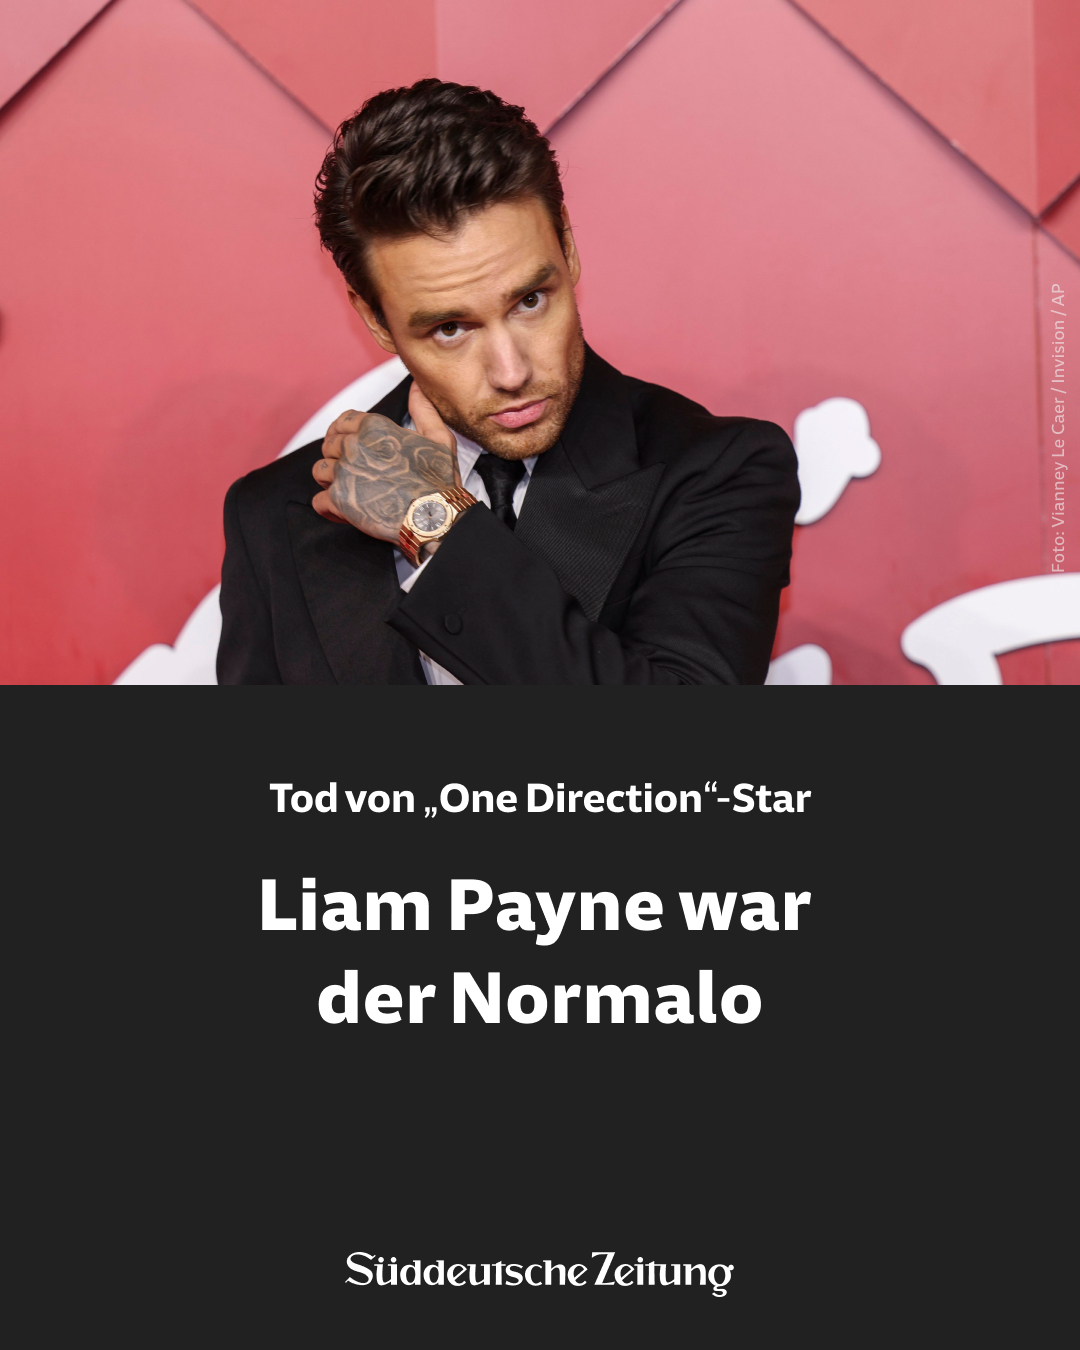 Foto: Vianney Le Caer / Invision / AP
Tod von „One Direction“-Star
Liam Payne war
der Normalo
Süddeutsche Zeitung